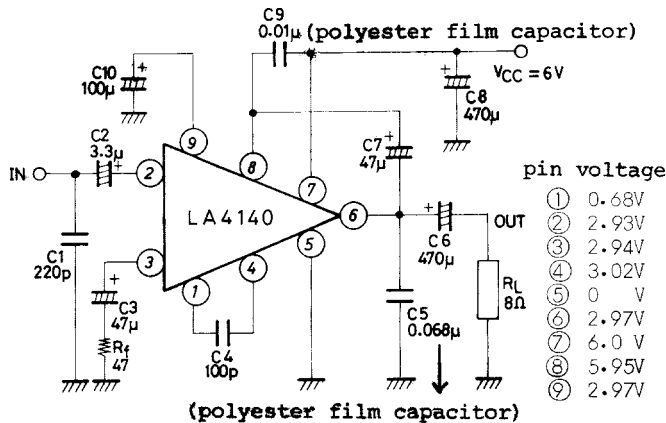 C9
0.01μ
(polyester film capacitor)
C10
100μ
+
+
C8
470μ
VCC = 6V
C2
3.3μ
+
+
C7
47μ
pin voltage
IN
9
8
7
2
LA4140
6
3
5
4
1
C1
220p
+
C3
47μ
Rf
47
C4
100p
+
C6
470μ
OUT
C5
0.068μ
RL
8Ω
(polyester film capacitor)
① 0.68V
② 2.93V
③ 2.94V
④ 3.02V
⑤ 0 V
⑥ 2.97V
⑦ 6.0 V
⑧ 5.95V
⑨ 2.97V